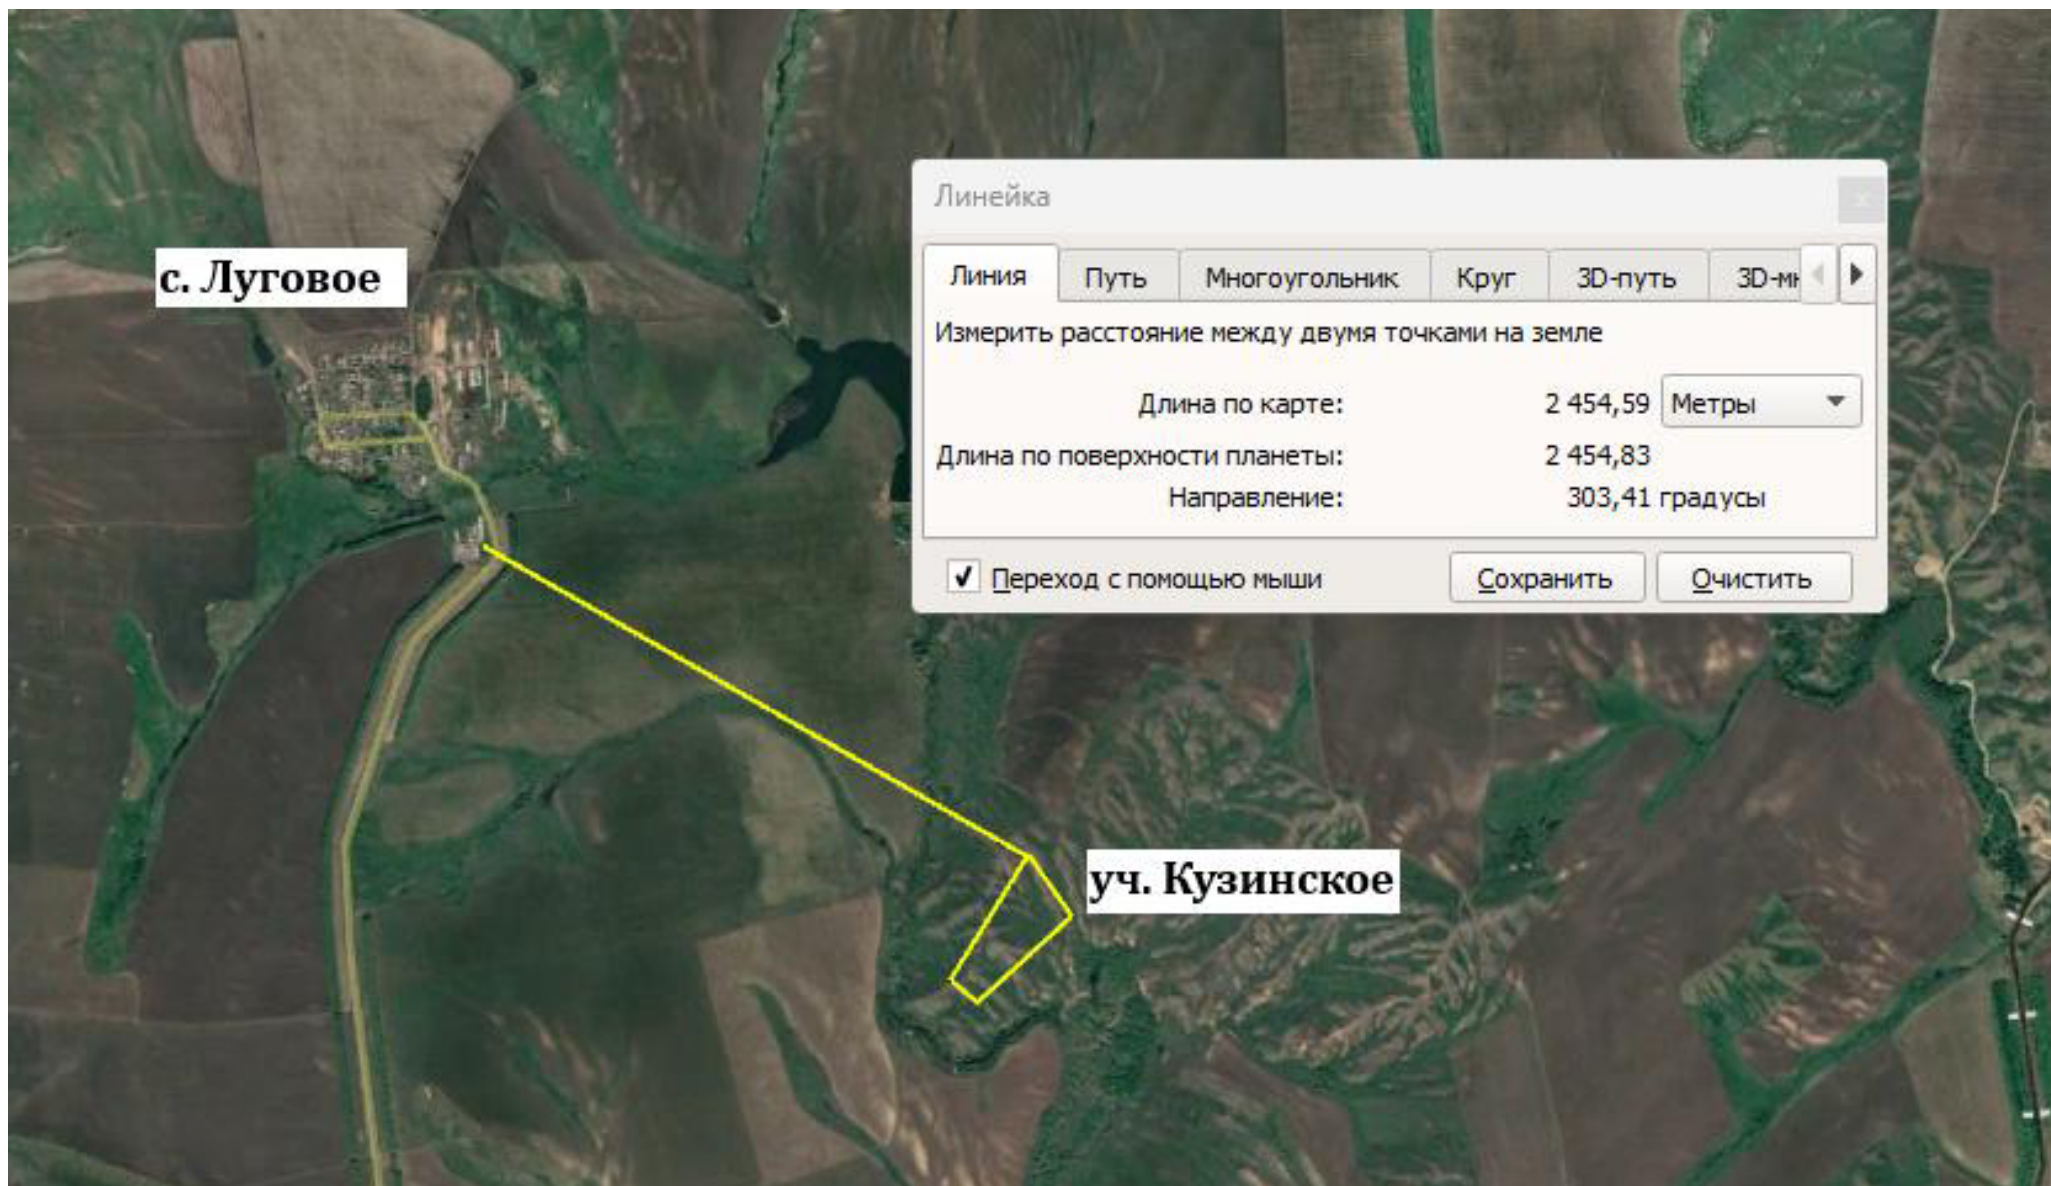 с. Луговое
Линейка
Линия Путь Многоугольник Круг 3D-путь 3D-мн
Измерить расстояние между двумя точками на земле
Длина по карте: 2 454,59 Метры
Длина по поверхности планеты: 2 454,83
Направление: 303,41 градусы
Переход с помощью мыши Сохранить Очистить
уч. Кузинское